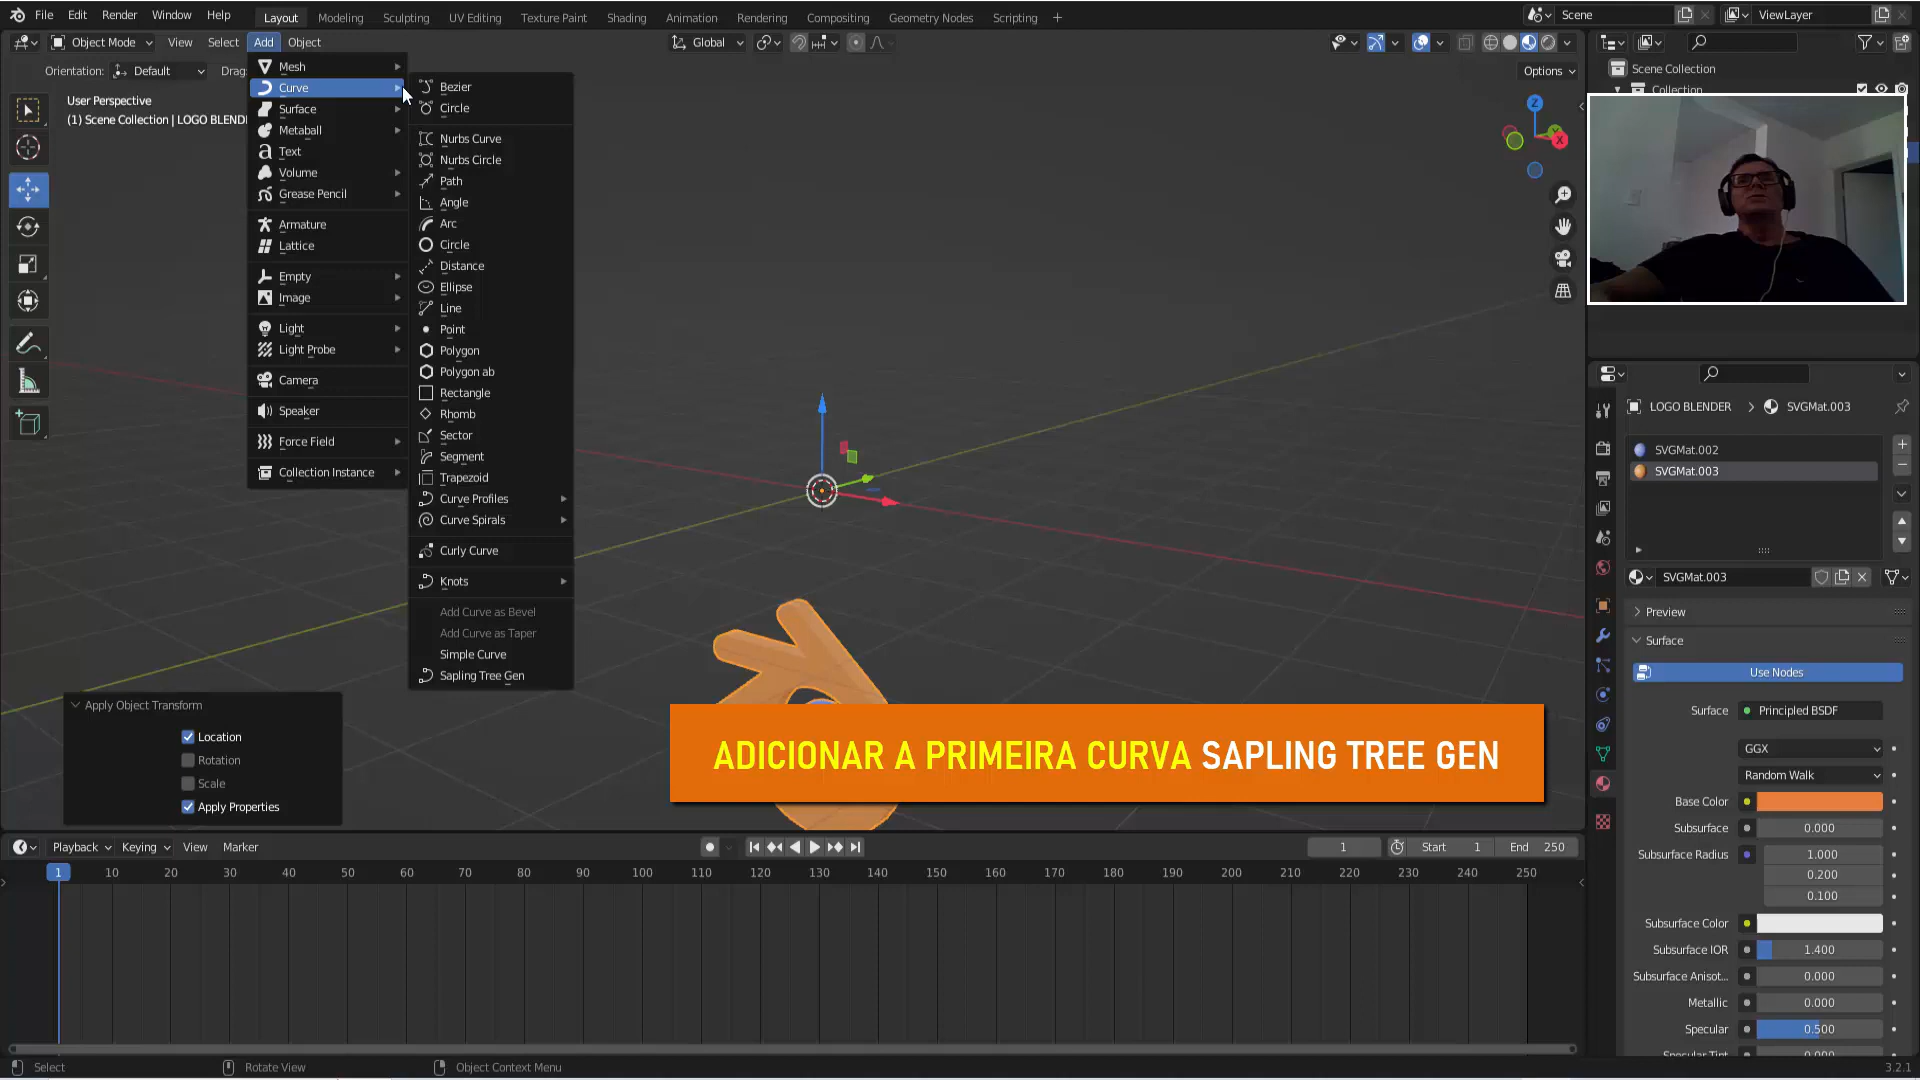 File Edit Render Window Help
Layout Modeling Sculpting UV Editing Texture Paint Shading Animation Rendering Compositing Geometry Nodes Scripting +
Scene
ViewLayer
Object Mode View Select Add Object
Global
Orientation: Default Drag:
Options
User Perspective
(1) Scene Collection | LOGO BLEND
Mesh
Curve
Surface
Metaball
Text
Volume
Grease Pencil
Armature
Lattice
Empty
Image
Light
Light Probe
Camera
Speaker
Force Field
Collection Instance
Bezier
Circle
Nurbs Curve
Nurbs Circle
Path
Angle
Arc
Circle
Distance
Ellipse
Line
Point
Polygon
Polygon ab
Rectangle
Rhomb
Sector
Segment
Trapezoid
Curve Profiles
Curve Spirals
Curly Curve
Knots
Add Curve as Bevel
Add Curve as Taper
Simple Curve
Sapling Tree Gen
Z
X
Apply Object Transform
Location
Rotation
Scale
Apply Properties
ADICIONAR A PRIMEIRA CURVA SAPLING TREE GEN
Playback Keying View Marker
1 Start 1 End 250
1 10 20 30 40 50 60 70 80 90 100 110 120 130 140 150 160 170 180 190 200 210 220 230 240 250
Select Rotate View Object Context Menu
3.2.1
Scene Collection
Collection
LOGO BLENDER > SVGMat.003
SVGMat.002
SVGMat.003
SVGMat.003
Preview
Surface
Use Nodes
Surface Principled BSDF
GGX
Random Walk
Base Color
Subsurface 0.000
Subsurface Radius 1.000
0.200
0.100
Subsurface Color
Subsurface IOR 1.400
Subsurface Anisot... 0.000
Metallic 0.000
Specular 0.500
Specular Tint 0.000